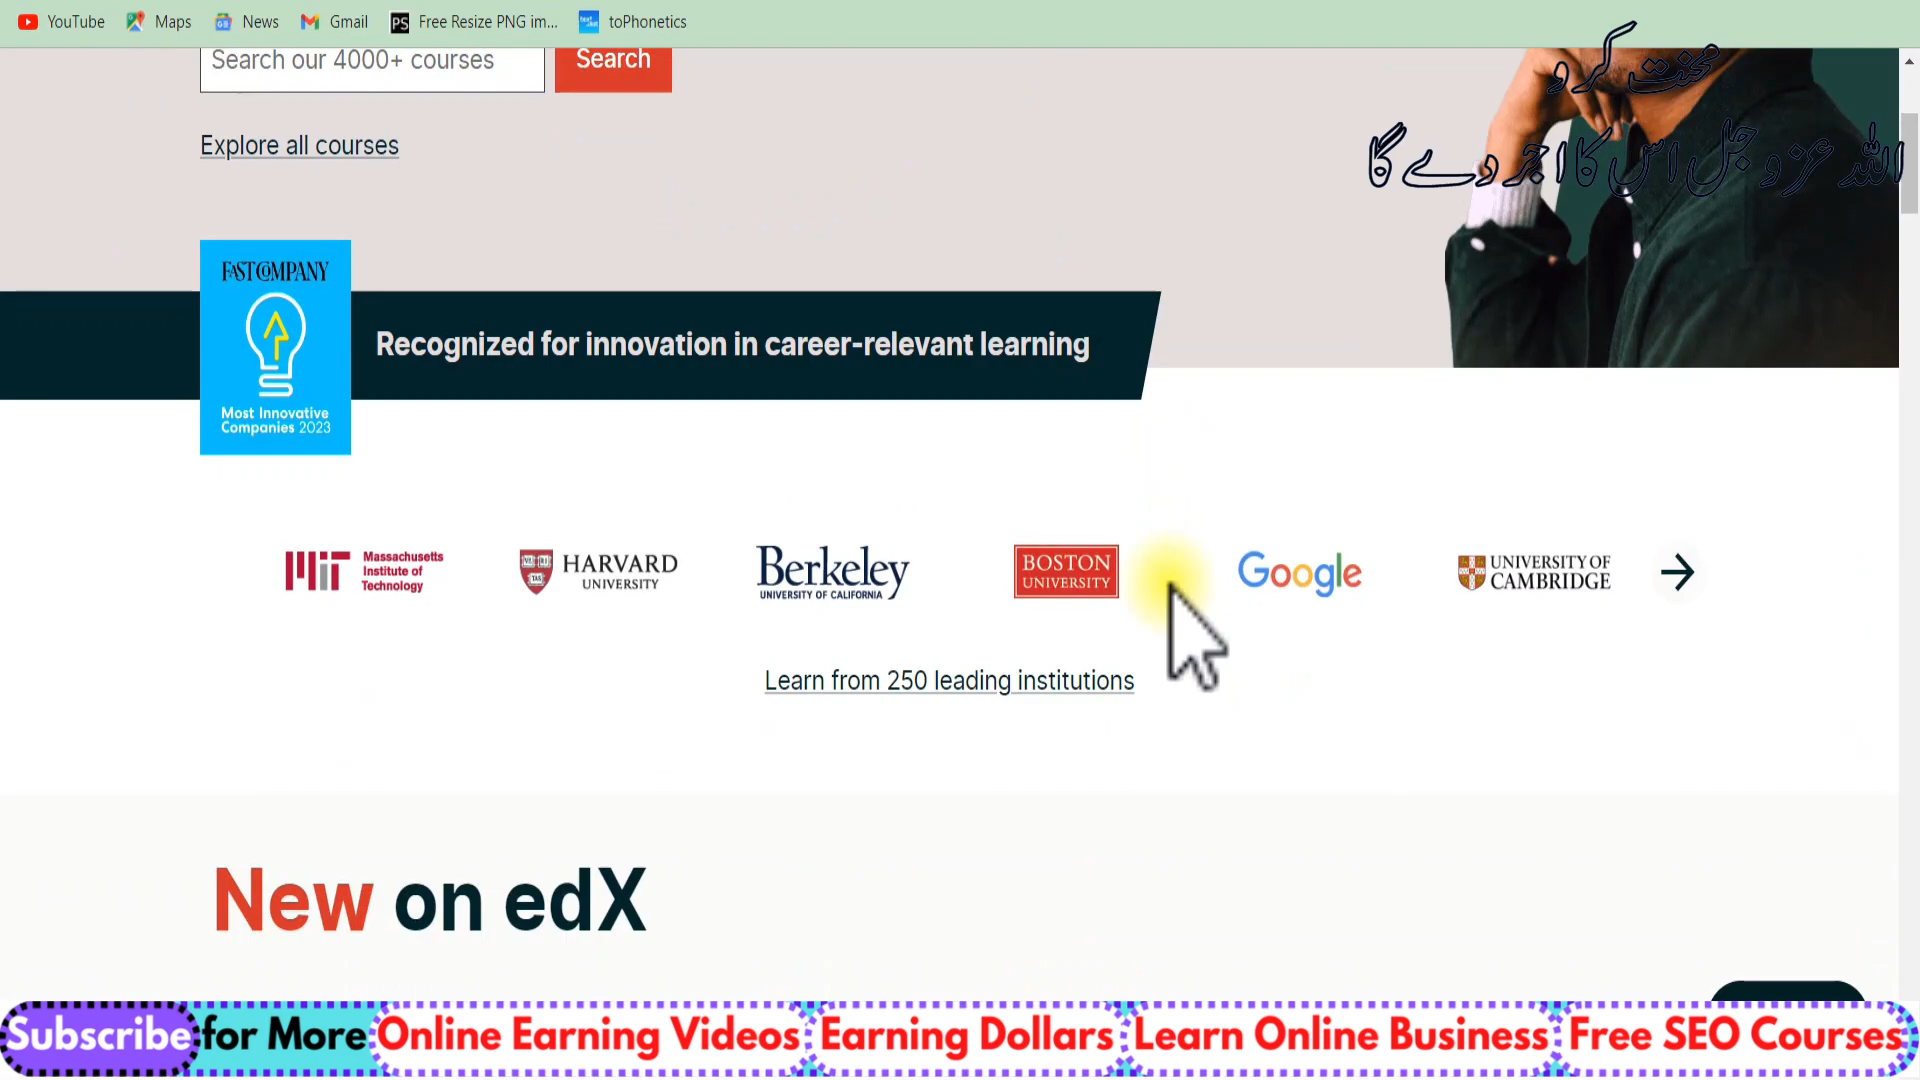 YouTube Maps News Gmail Free Resize PNG im... toPhonetics
Search our 4000+ courses Search
محنت کرو
اللہ عزوجل اس کا اجر دے گا
Explore all courses
FAST COMPANY
Most Innovative
Companies 2023
Recognized for innovation in career-relevant learning
MIT Massachusetts
Institute of
Technology
VE RI TAS HARVARD
UNIVERSITY
Berkeley
UNIVERSITY OF CALIFORNIA
BOSTON
UNIVERSITY
Google
UNIVERSITY OF
CAMBRIDGE
Learn from 250 leading institutions
New on edX
Subscribe for More Online Earning Videos Earning Dollars Learn Online Business Free SEO Courses